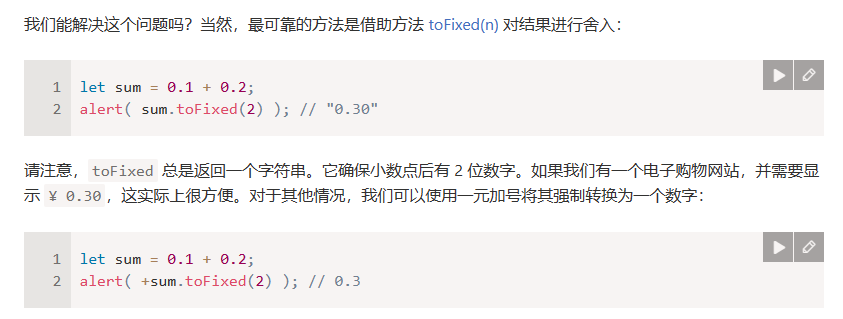 我们能解决这个问题吗？当然，最可靠的方法是借助方法 toFixed(n) 对结果进行舍入：
1 let sum = 0.1 + 0.2;
2 alert( sum.toFixed(2) ); // "0.30"
请注意，toFixed 总是返回一个字符串。它确保小数点后有 2 位数字。如果我们有一个电子购物网站，并需要显
示 ¥ 0.30，这实际上很方便。对于其他情况，我们可以使用一元加号将其强制转换为一个数字：
1 let sum = 0.1 + 0.2;
2 alert( +sum.toFixed(2) ); // 0.3